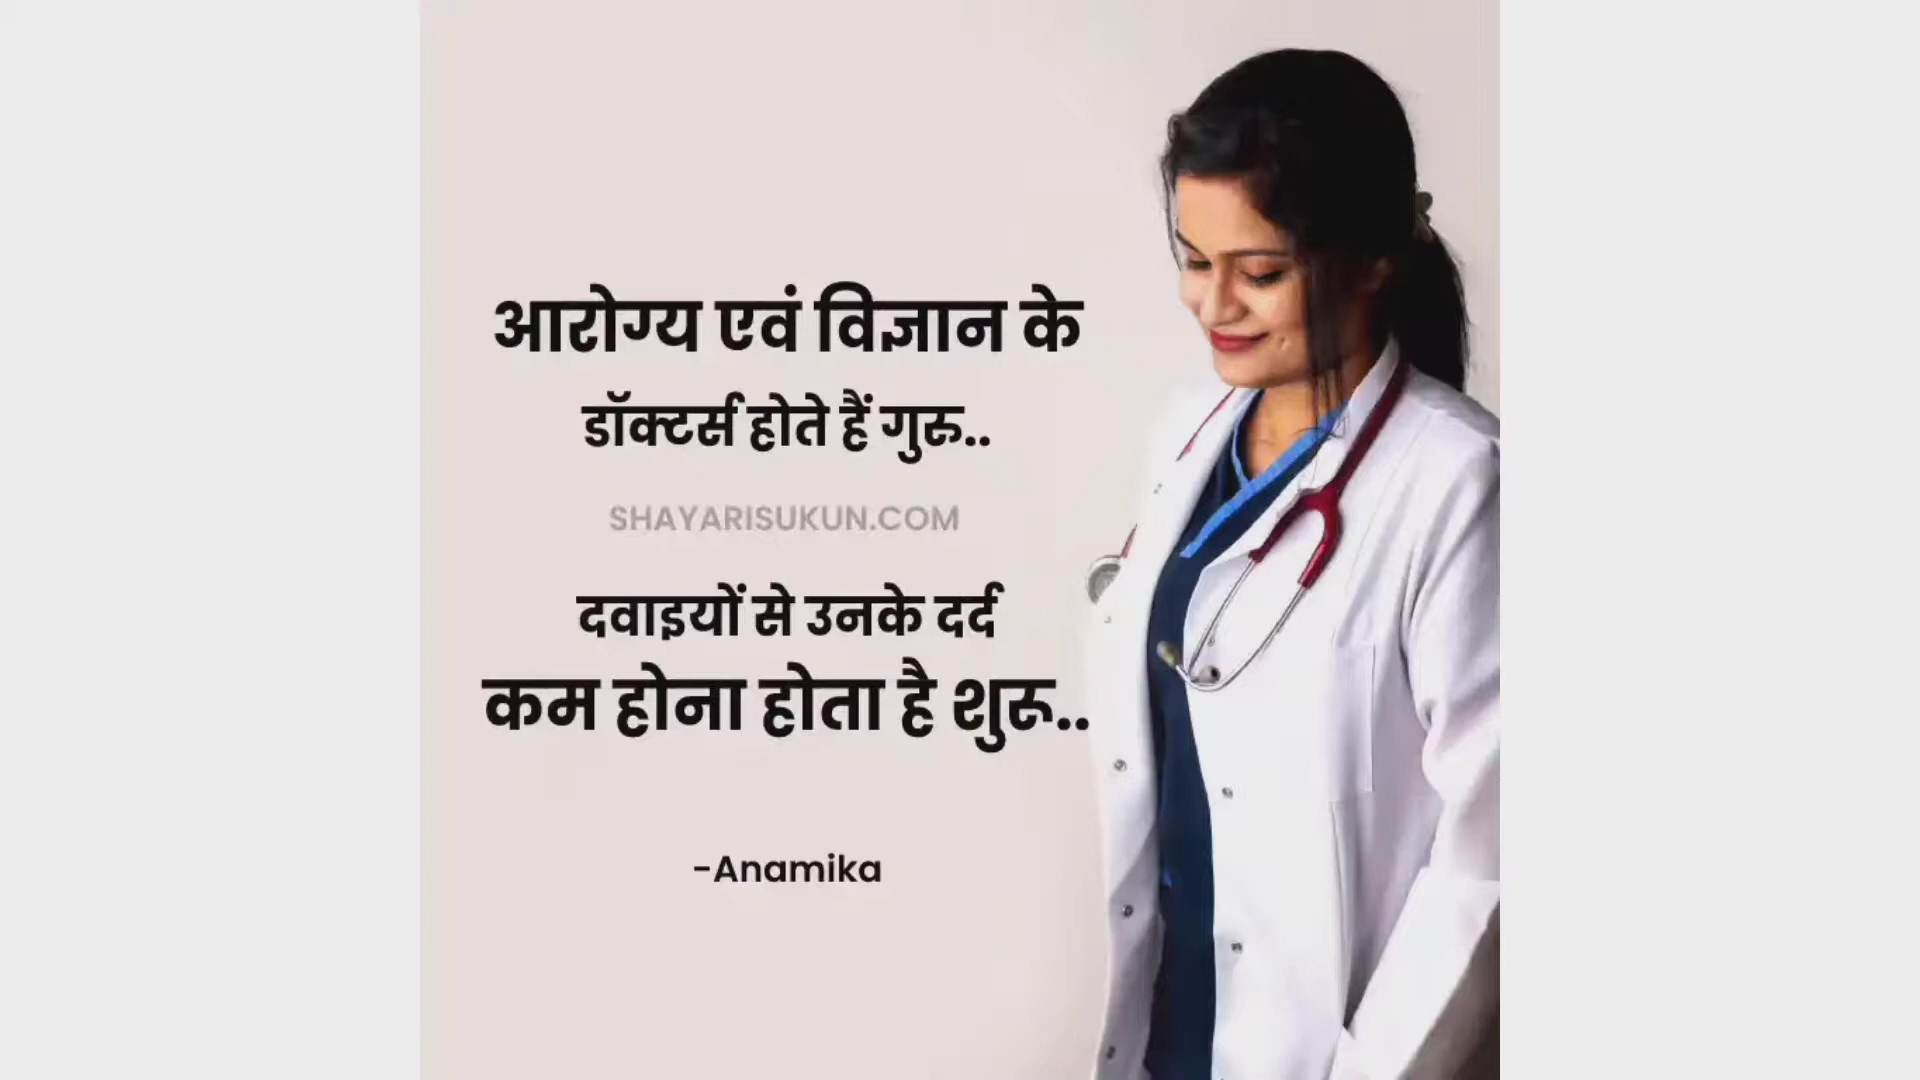 आरोग्य एवं विज्ञान के
डॉक्टर्स होते हैं गुरु..
SHAYARISUKUN.COM
दवाइयों से उनके दर्द
कम होना होता है शुरू..
-Anamika